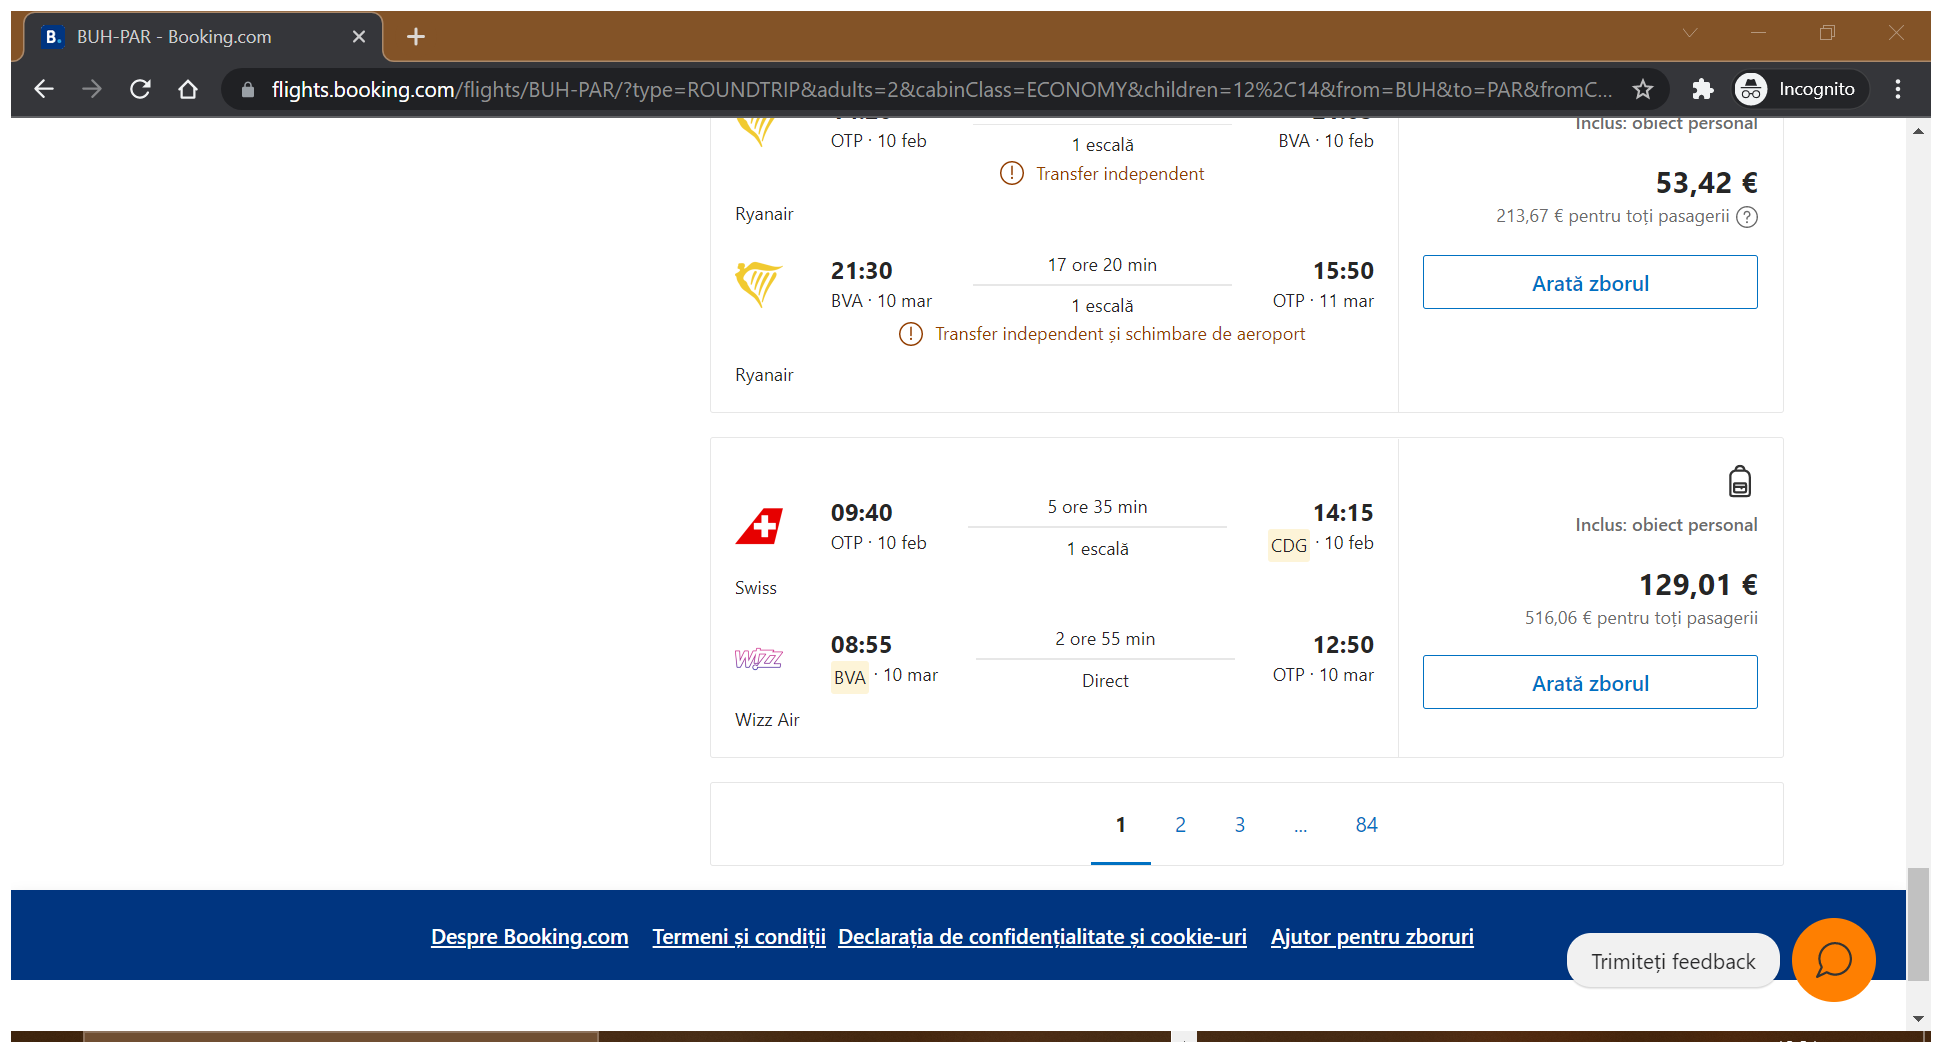 B. BUH-PAR - Booking.com
flights.booking.com/flights/BUH-PAR/?type=ROUNDTRIP&adults=2&cabinClass=ECONOMY&children=12%2C14&from=BUH&to=PAR&fromC...
Incognito
Inclus: obiect personal
OTP · 10 feb
1 escală
BVA · 10 feb
Transfer independent
53,42 €
213,67 € pentru toți pasagerii
Ryanair
21:30
17 ore 20 min
15:50
BVA · 10 mar
1 escală
OTP · 11 mar
Arată zborul
Transfer independent și schimbare de aeroport
Ryanair
09:40
5 ore 35 min
14:15
OTP · 10 feb
1 escală
CDG · 10 feb
Inclus: obiect personal
Swiss
129,01 €
516,06 € pentru toți pasagerii
08:55
2 ore 55 min
12:50
WIZZ
BVA · 10 mar
Direct
OTP · 10 mar
Arată zborul
Wizz Air
1 2 3 ... 84
Despre Booking.com Termeni și condiții Declarația de confidențialitate și cookie-uri Ajutor pentru zboruri
Trimiteți feedback